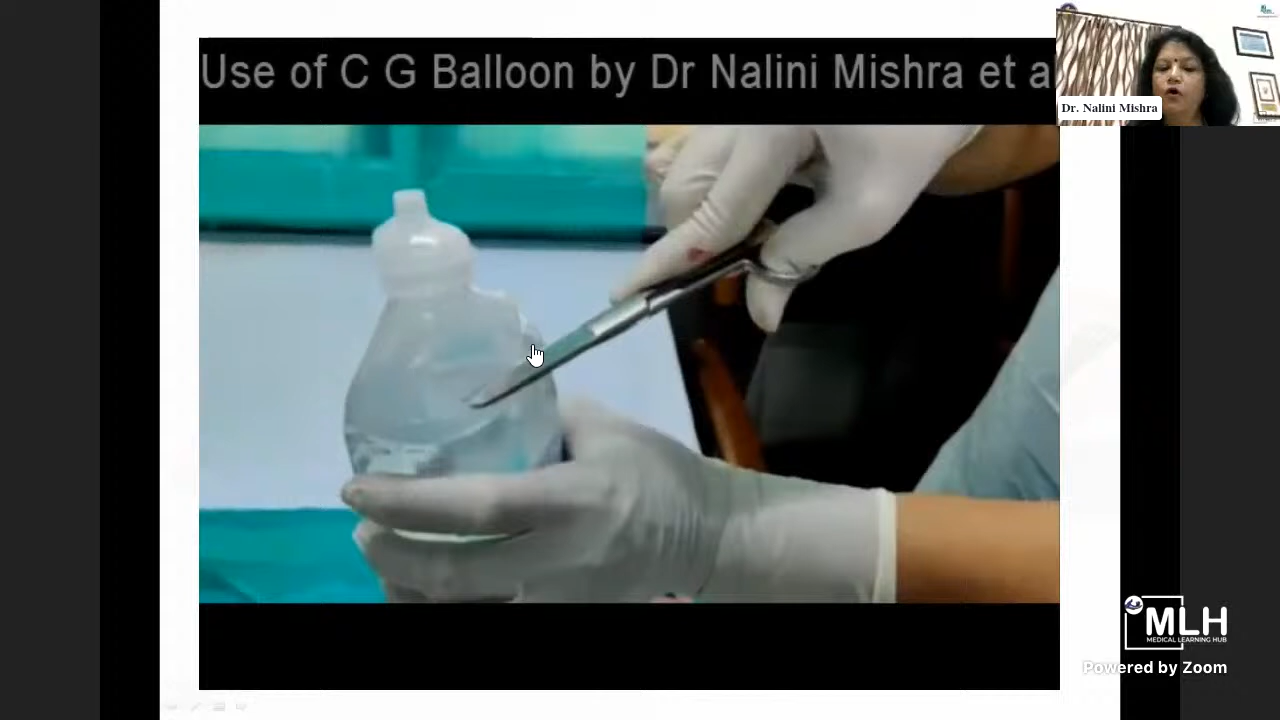 Use of C G Balloon by Dr Nalini Mishra et a
Dr. Nalini Mishra
MLH
MEDICAL LEARNING HUB
Powered by Zoom